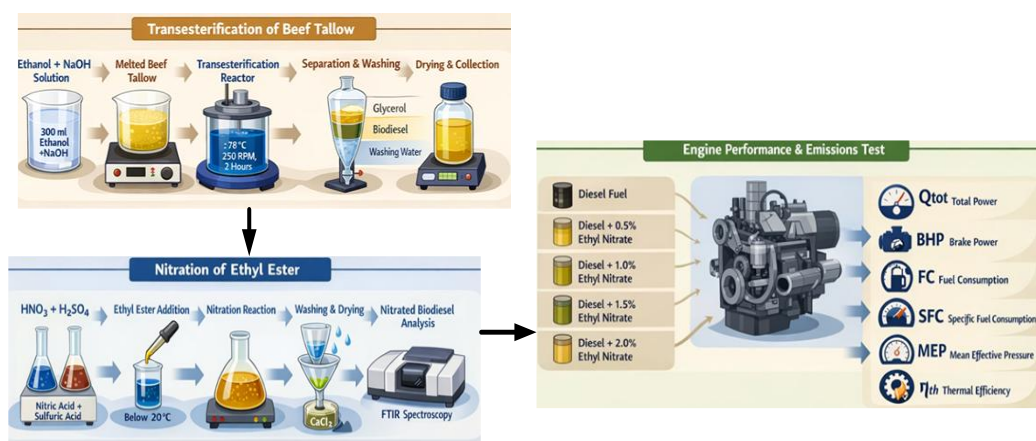 Transesterification of Beef Tallow
Ethanol + NaOH
Solution
Melted Beef
Tallow
Transesterification
Reactor
Separation & Washing
Drying & Collection
300 ml
Ethanol
+NaOH
:78°C
250 RPM,
2 Hours
Glycerol
Biodiesel
Washing Water
Nitration of Ethyl Ester
HNO₃ + H₂SO₄
Ethyl Ester Addition
Nitration Reaction
Washing & Drying
Nitrated Biodiesel
Analysis
Nitric Acid +
Sulfuric Acid
Below 20°C
CaCl₂
FTIR Spectroscopy
Engine Performance & Emissions Test
Diesel Fuel
Diesel + 0.5%
Ethyl Nitrate
Diesel + 1.0%
Ethyl Nitrate
Diesel + 1.5%
Ethyl Nitrate
Diesel + 2.0%
Ethyl Nitrate
Qtot Total Power
BHP Brake Power
FC Fuel Consumption
SFC Specific Fuel Consumption
MEP Mean Effective Pressure
ηth Thermal Efficiency